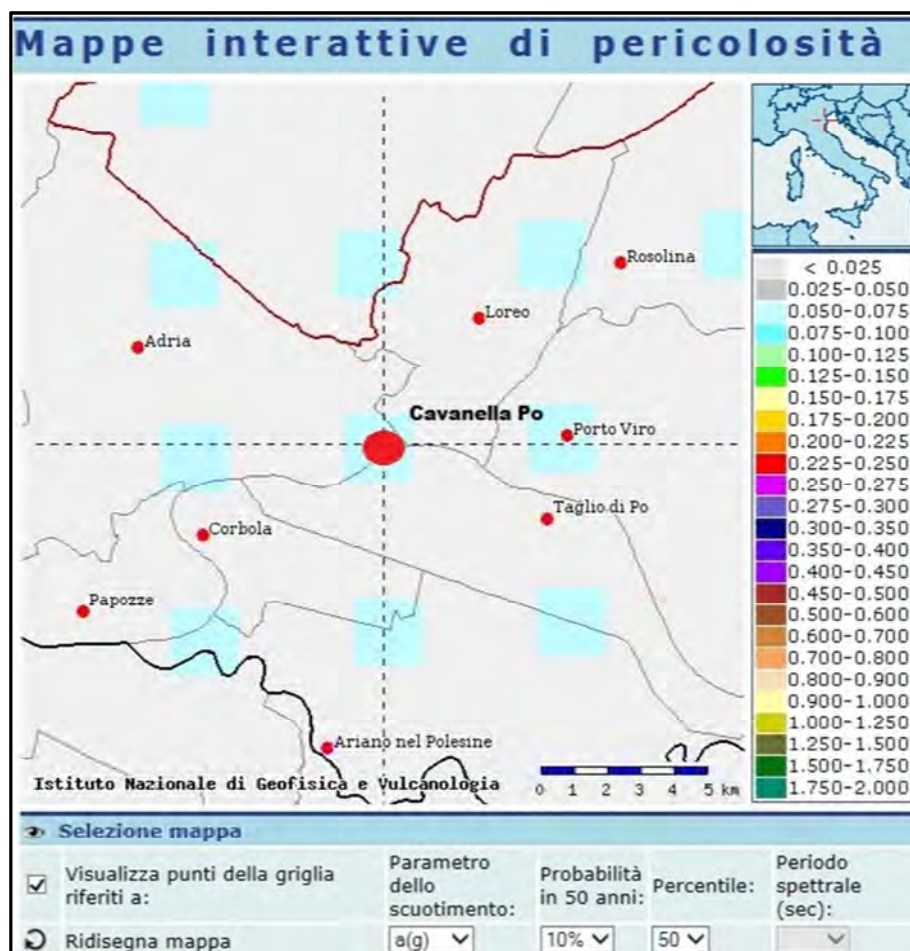 Mappe interattive di pericolosità
Rosolina
Loreo
Adria
Cavanella Po
Porto Viro
Taglio di Po
Corbola
Papozze
Ariano nel Polesine
Istituto Nazionale di Geofisica e Vulcanologia
0 1 2 3 4 5 km
< 0.025
0.025-0.050
0.050-0.075
0.075-0.100
0.100-0.125
0.125-0.150
0.150-0.175
0.175-0.200
0.200-0.225
0.225-0.250
0.250-0.275
0.275-0.300
0.300-0.350
0.350-0.400
0.400-0.450
0.450-0.500
0.500-0.600
0.600-0.700
0.700-0.800
0.800-0.900
0.900-1.000
1.000-1.250
1.250-1.500
1.500-1.750
1.750-2.000
Selezione mappa
Visualizza punti della griglia
riferiti a:
Parametro
dello
scuotimento:
Probabilità
in 50 anni:
Percentile:
Periodo
spettrale
(sec):
Ridisegna mappa
a(g)
10%
50